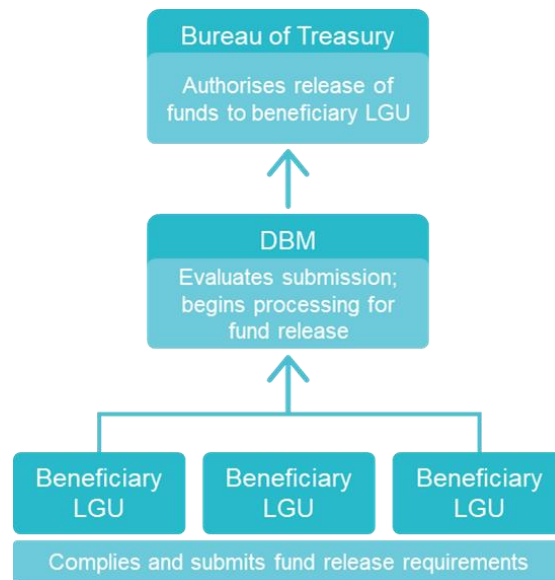 Bureau of Treasury
Authorises release of
funds to beneficiary LGU
DBM
Evaluates submission;
begins processing for
fund release
Beneficiary
LGU
Beneficiary
LGU
Beneficiary
LGU
Complies and submits fund release requirements